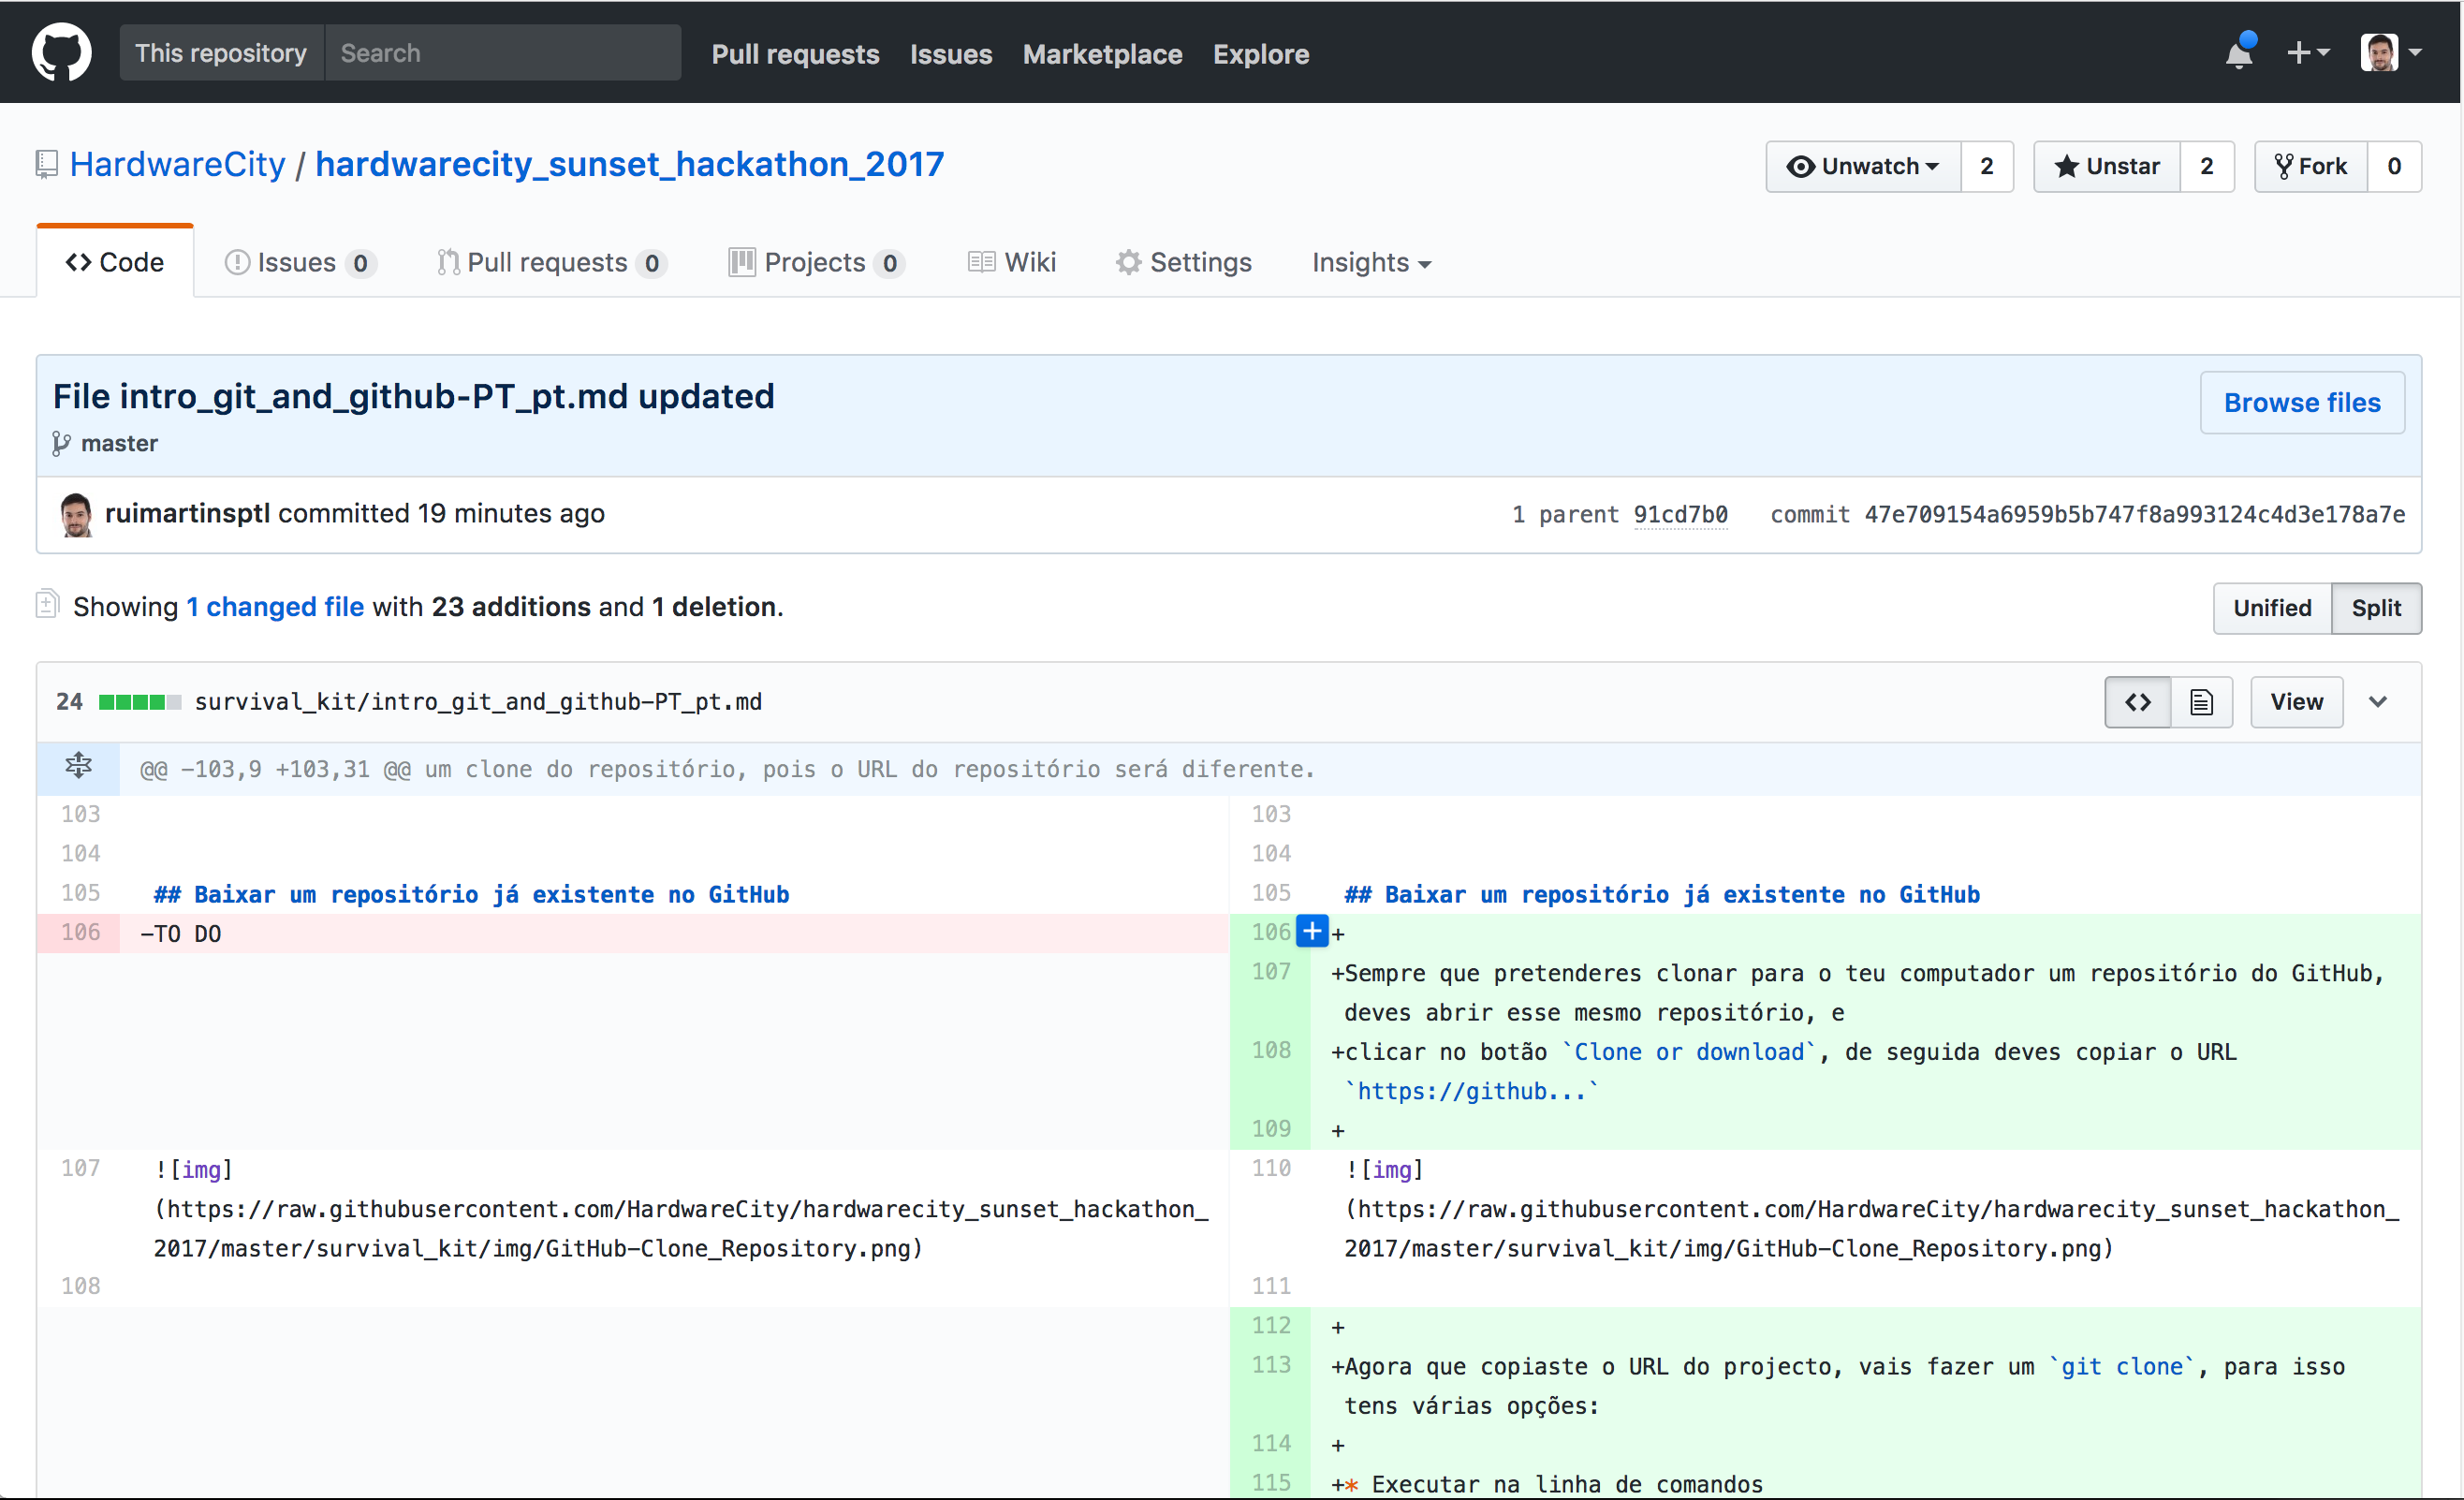 This repository Search Pull requests Issues Marketplace Explore
HardwareCity / hardwarecity_sunset_hackathon_2017 Unwatch 2 Unstar 2 Fork 0
Code Issues 0 Pull requests 0 Projects 0 Wiki Settings Insights
File intro_git_and_github-PT_pt.md updated
Browse files
master
ruimartinsptl committed 19 minutes ago 1 parent 91cd7b0 commit 47e709154a6959b5b747f8a993124c4d3e178a7e
Showing 1 changed file with 23 additions and 1 deletion. Unified Split
24 survival_kit/intro_git_and_github-PT_pt.md View
@@ -103,9 +103,31 @@ um clone do repositório, pois o URL do repositório será diferente.
103 103
104 104
105 ## Baixar um repositório já existente no GitHub 105 ## Baixar um repositório já existente no GitHub
106 -TO DO 106 +
107 +Sempre que pretenderes clonar para o teu computador um repositório do GitHub,
deves abrir esse mesmo repositório, e
108 +clicar no botão `Clone or download`, de seguida deves copiar o URL
`https://github...`
109 +
107 ![img] 110 ![img]
(https://raw.githubusercontent.com/HardwareCity/hardwarecity_sunset_hackathon_ (https://raw.githubusercontent.com/HardwareCity/hardwarecity_sunset_hackathon_
2017/master/survival_kit/img/GitHub-Clone_Repository.png) 2017/master/survival_kit/img/GitHub-Clone_Repository.png)
108 111
112 +
113 +Agora que copiaste o URL do projecto, vais fazer um `git clone`, para isso
tens várias opções:
114 +
115 +* Executar na linha de comandos